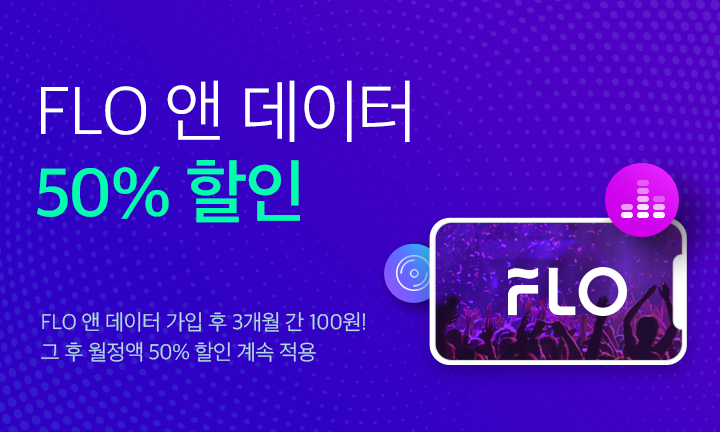 FLO 앤 데이터
50% 할인
FLO 앤 데이터 가입 후 3개월 간 100원!
그 후 월정액 50% 할인 계속 적용
FLO